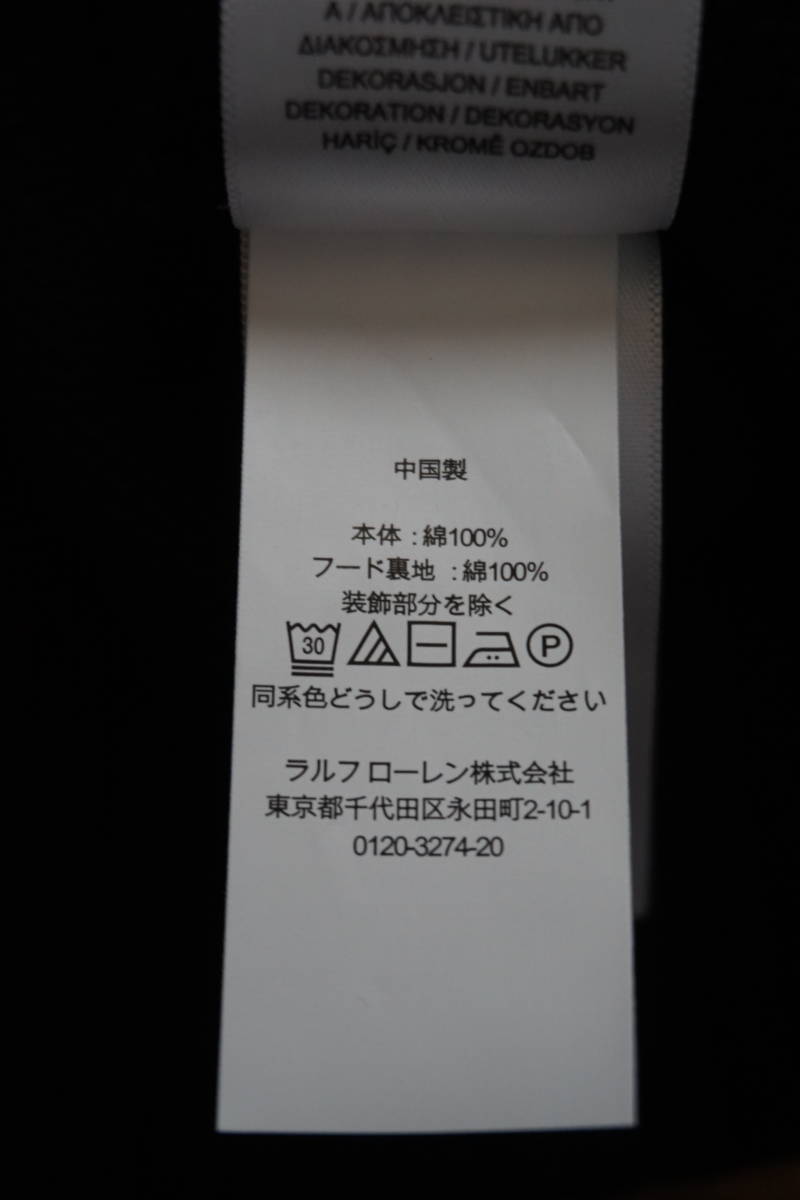 Α / ΑΠΟΚΛΕΙΣΤΙΚΗ ΑΠΟ
ΔΙΑΚΟΣΜΗΣΗ / UTELUKKER
DEKORASJON / ENBART
DEKORATION / DEKORASYON
HARİÇ / KROMĚ OZDOB
中国製
本体 : 綿100%
フード裏地 : 綿100%
装飾部分を除く
30 P
同系色どうしで洗ってください
ラルフ ローレン株式会社
東京都千代田区永田町2-10-1
0120-3274-20